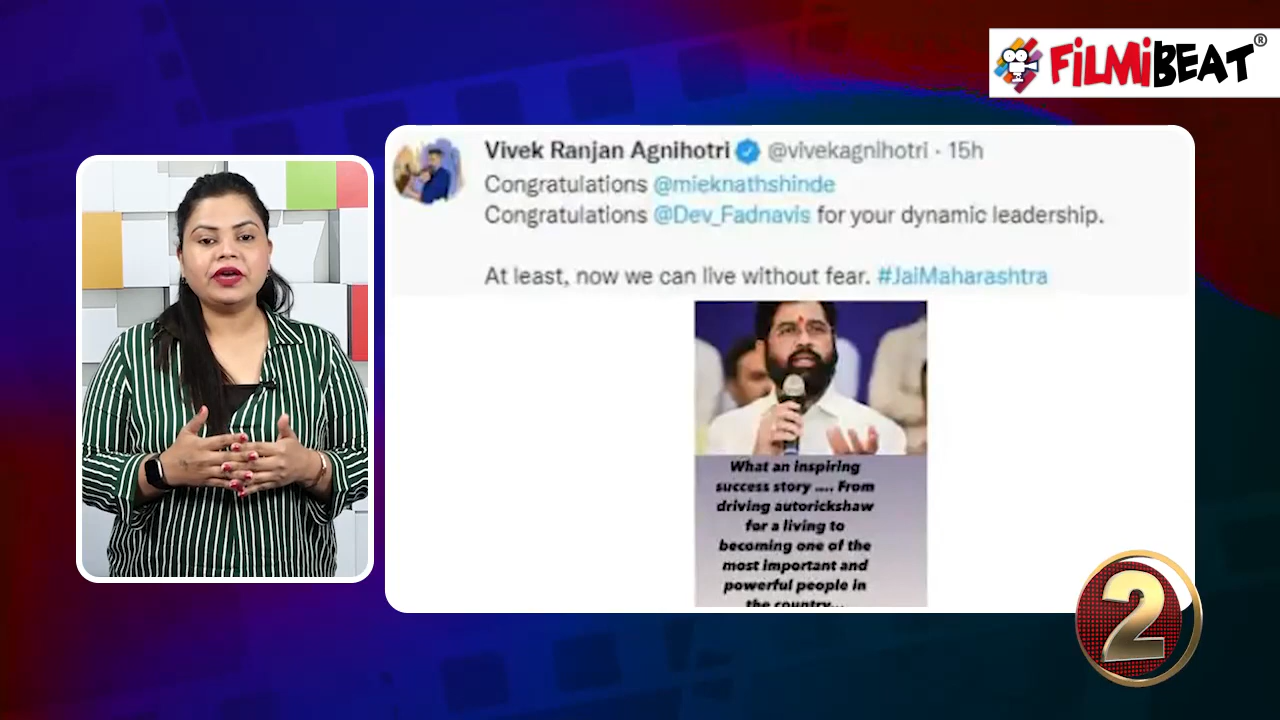 FiLMiBEAT®
Vivek Ranjan Agnihotri @vivekagnihotri · 15h
Congratulations @mieknathshinde
Congratulations @Dev_Fadnavis for your dynamic leadership.
At least, now we can live without fear. #JaiMaharashtra
What an inspiring
success story .... From
driving autorickshaw
for a living to
becoming one of the
most important and
powerful people in
the country...
2